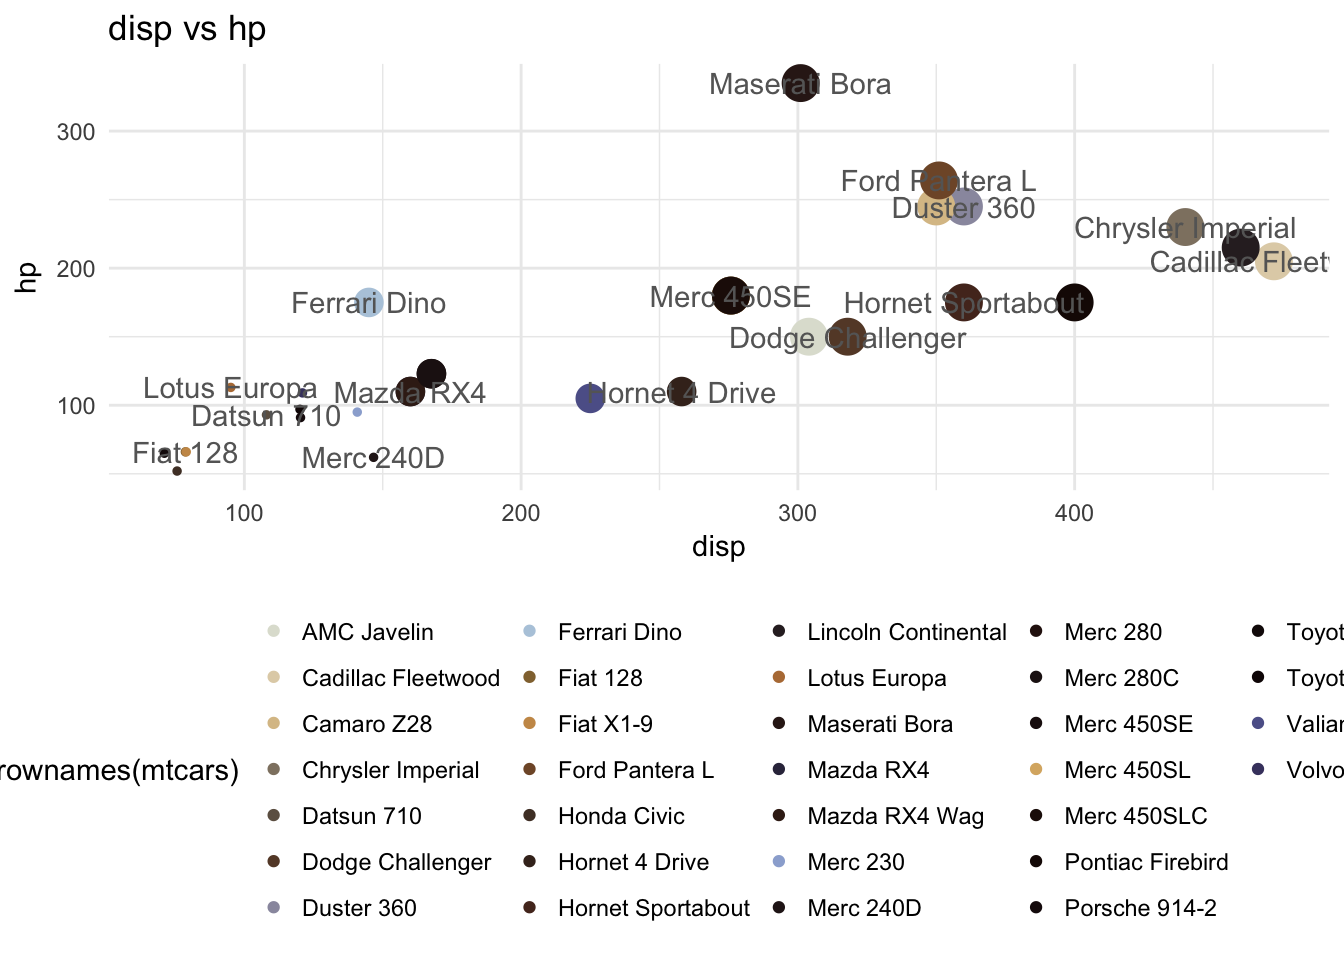 disp vs hp
Maserati Bora
300
Ford Pantera L
Duster 360
Chrysler Imperial
200
Cadillac Fleetw
Ferrari Dino
Merc 450SE
Hornet Sportabout
Dodge Challenger
Lotus Europa
Mazda RX4
Hornet 4 Drive
100
Datsun 710
Fiat 128
Merc 240D
hp
100 200 300 400
disp
AMC Javelin Ferrari Dino Lincoln Continental Merc 280 Toyot
Cadillac Fleetwood Fiat 128 Lotus Europa Merc 280C Toyot
Camaro Z28 Fiat X1-9 Maserati Bora Merc 450SE Valian
rownames(mtcars) Chrysler Imperial Ford Pantera L Mazda RX4 Merc 450SL Volvo
Datsun 710 Honda Civic Mazda RX4 Wag Merc 450SLC
Dodge Challenger Hornet 4 Drive Merc 230 Pontiac Firebird
Duster 360 Hornet Sportabout Merc 240D Porsche 914-2